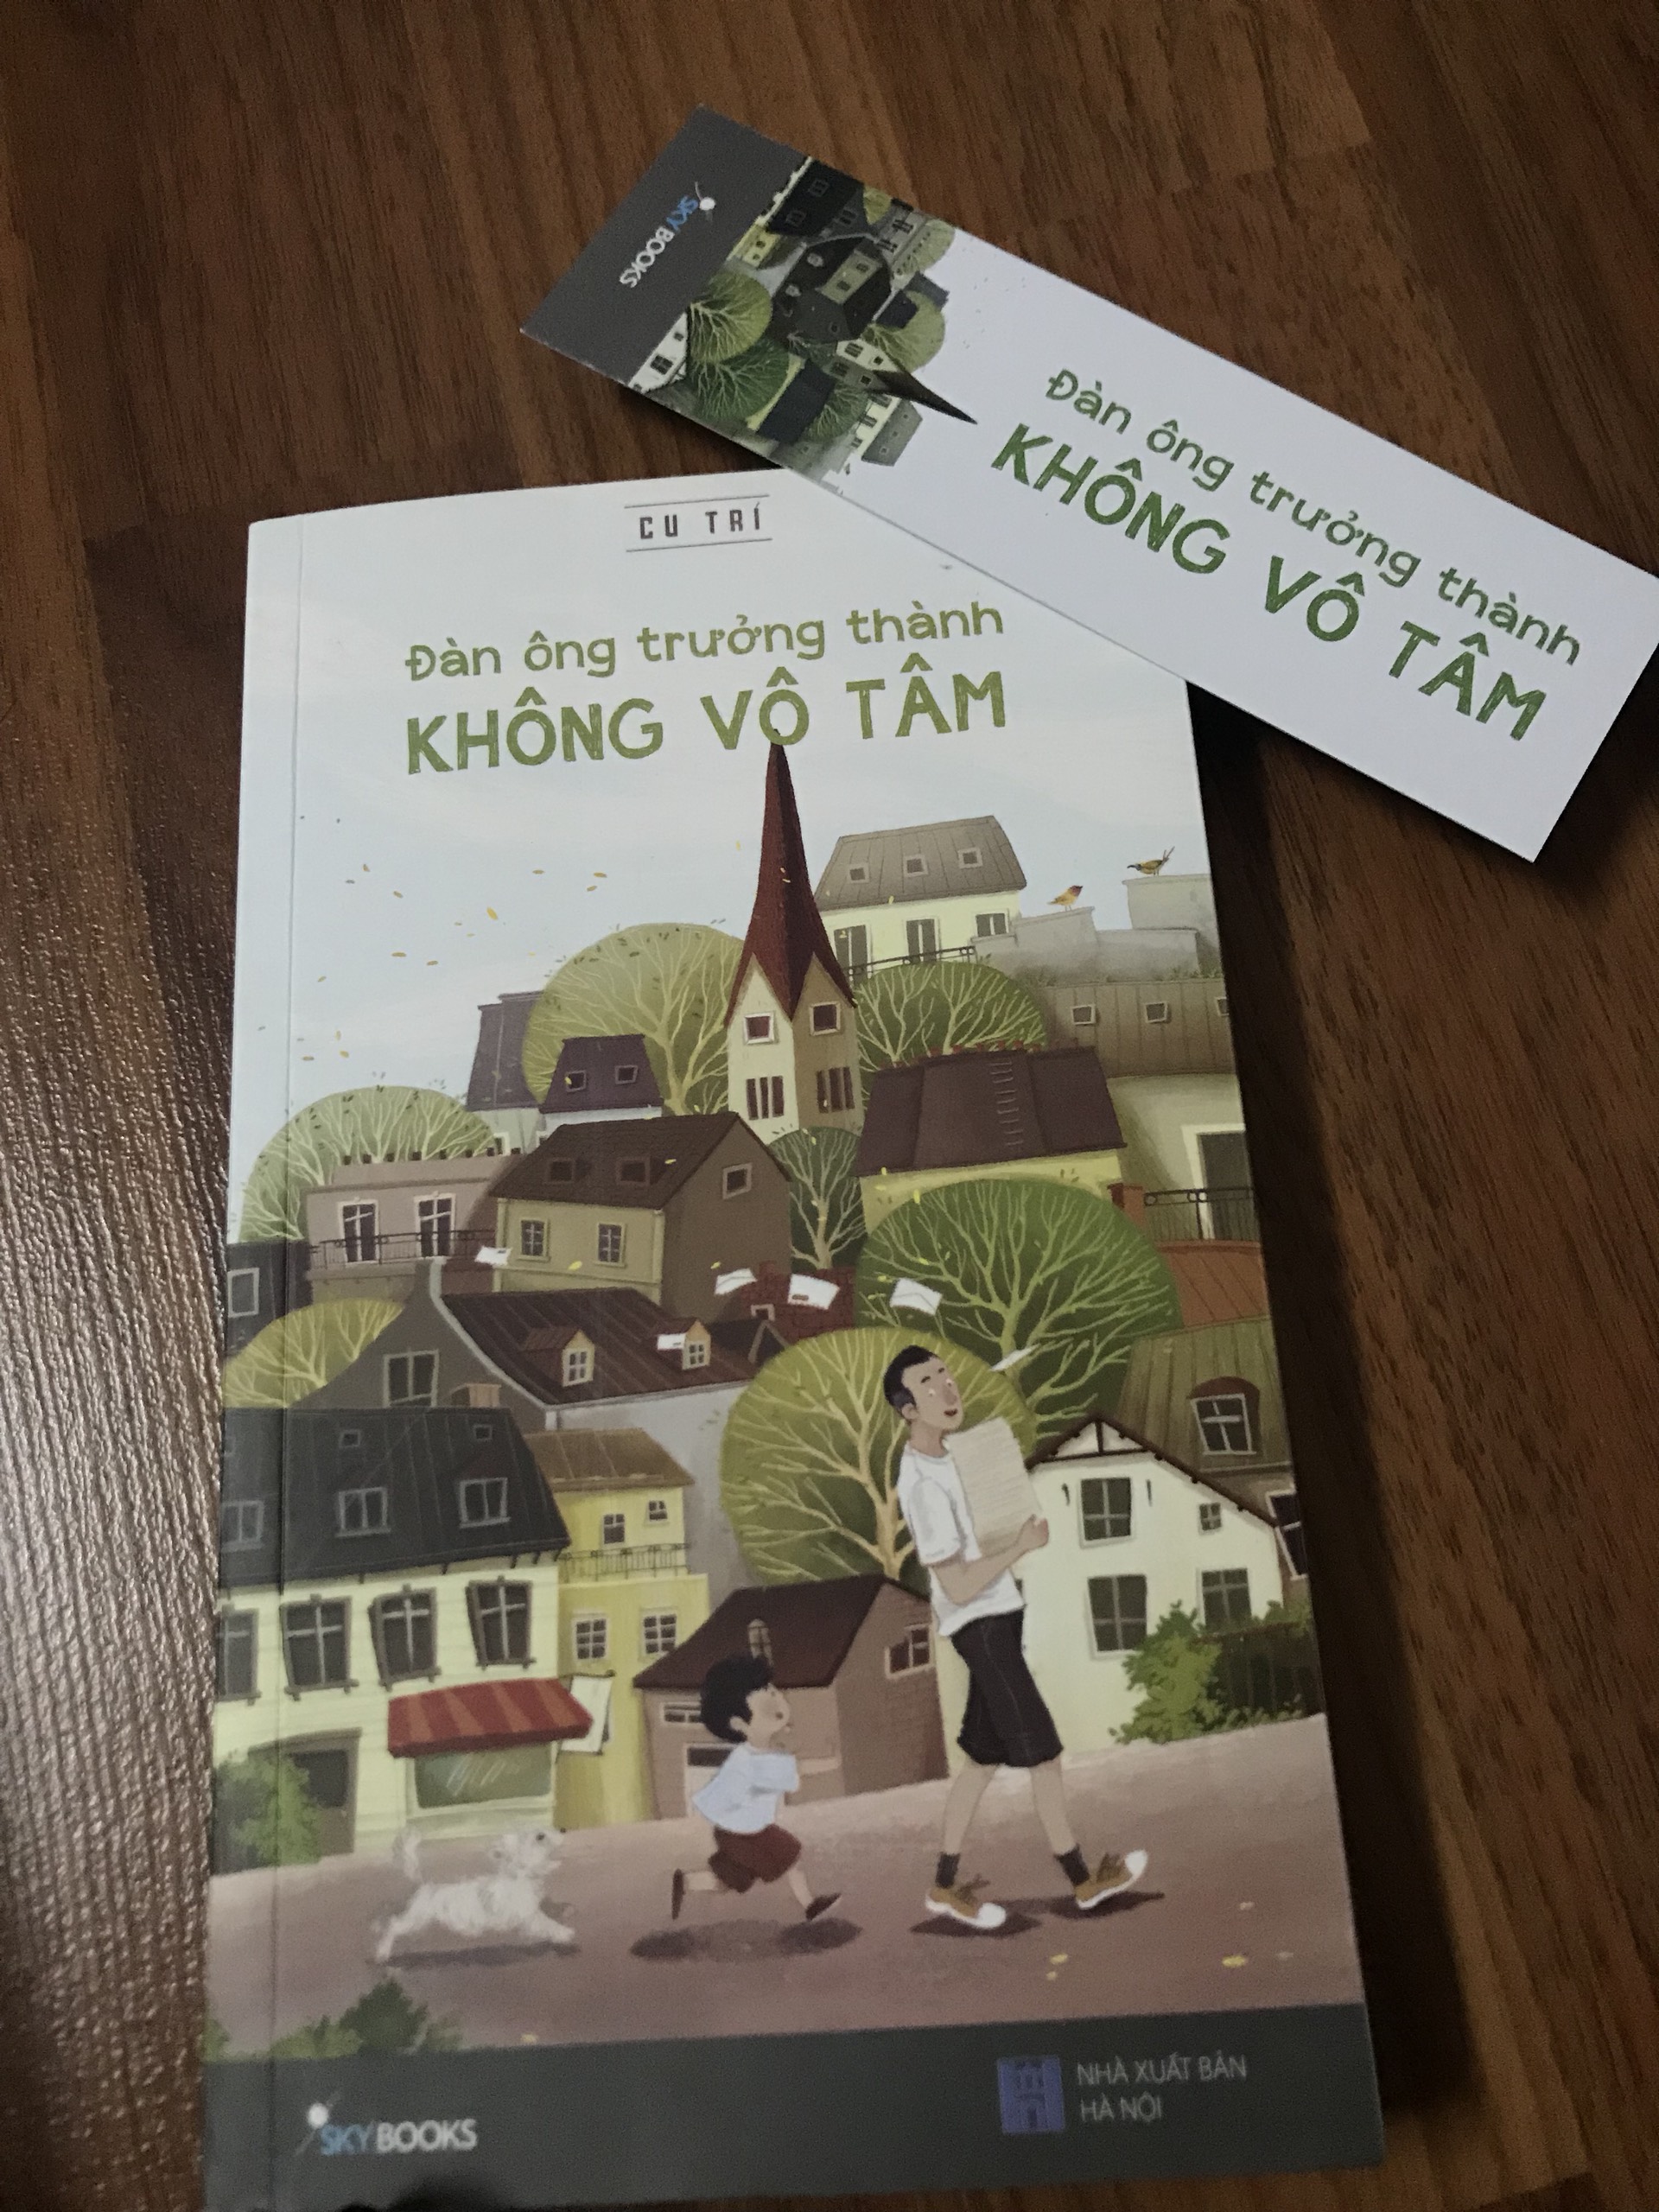 SKYBOOKS
Đàn ông trưởng thành
KHÔNG VÔ TÂM
CU TRÍ
Đàn ông trưởng thành
KHÔNG VÔ TÂM
SKYBOOKS
NHÀ XUẤT BẢN
HÀ NỘI